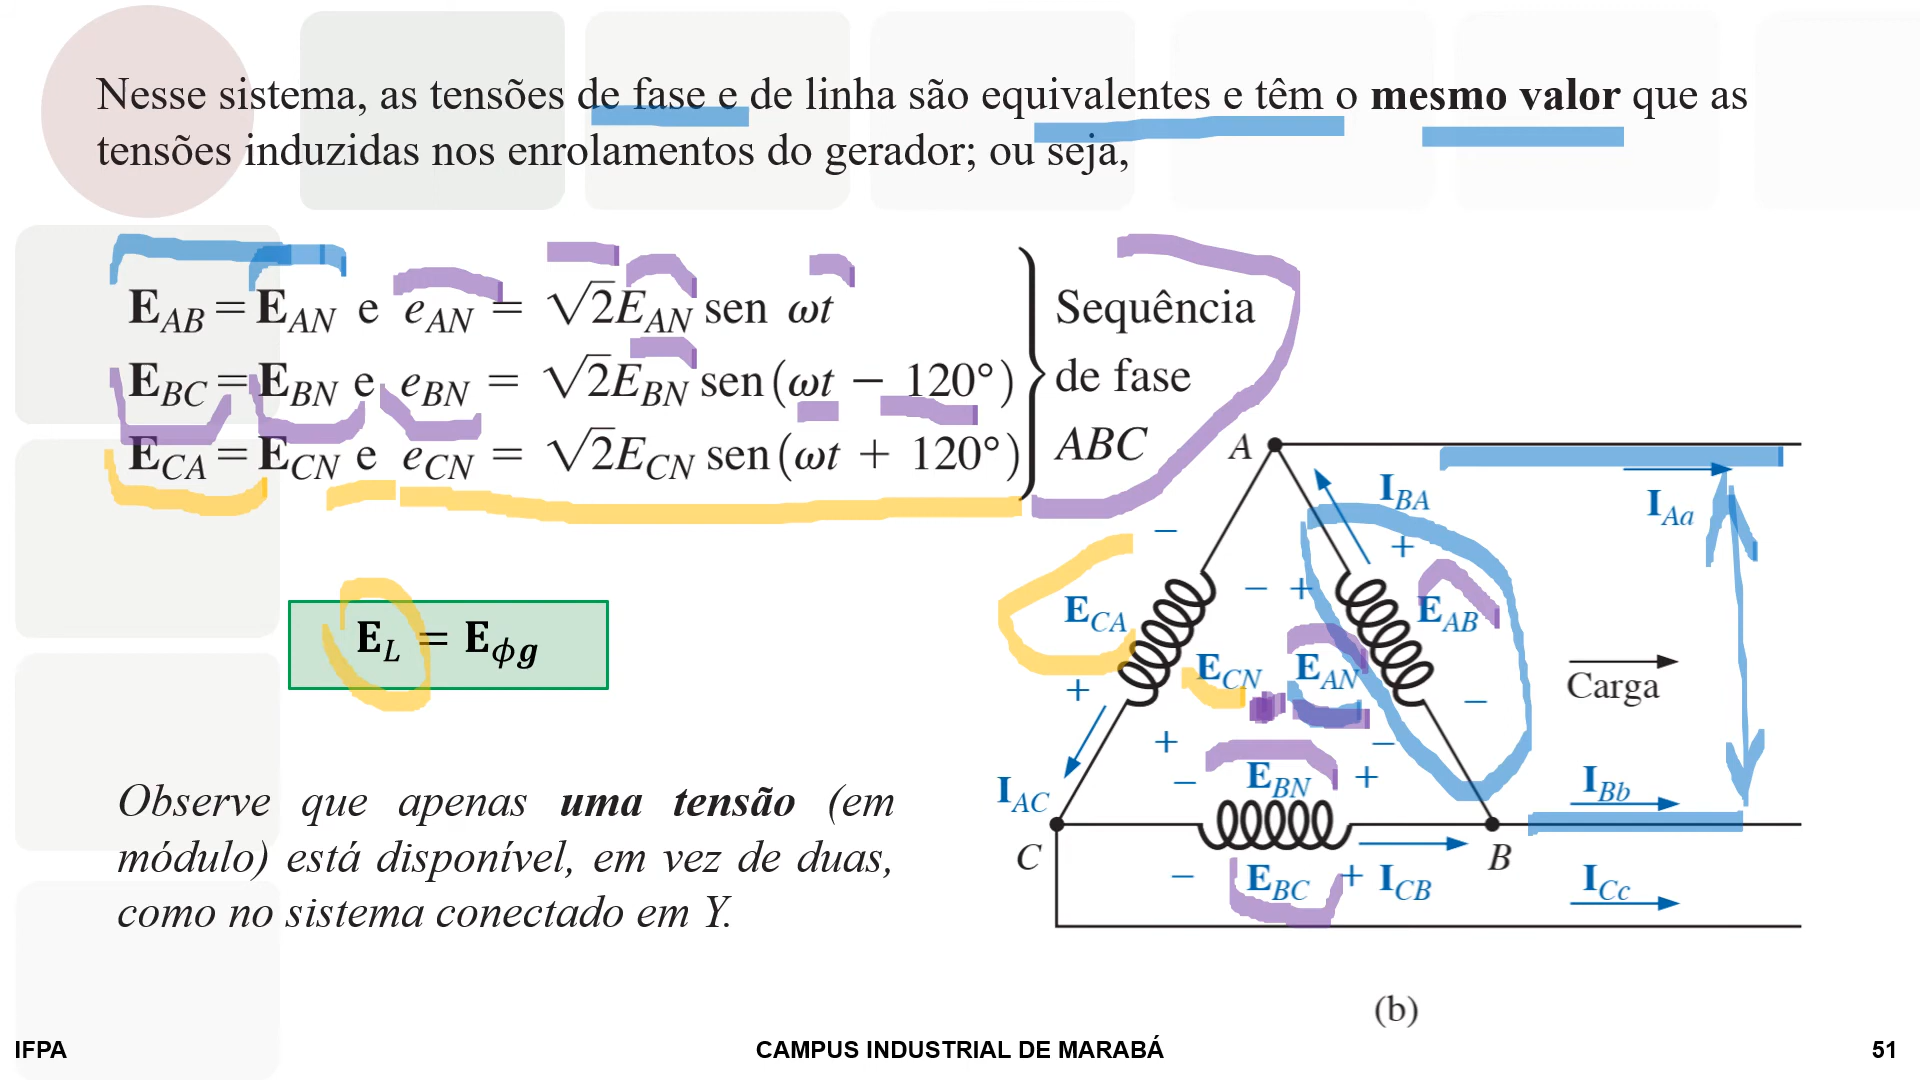 Nesse sistema, as tensões de fase e de linha são equivalentes e têm o mesmo valor que as
tensões induzidas nos enrolamentos do gerador; ou seja,
E_AB = E_AN e e_AN = √2E_AN sen ωt
E_BC = E_BN e e_BN = √2E_BN sen(ωt − 120°)
E_CA = E_CN e e_CN = √2E_CN sen(ωt + 120°)
Sequência
de fase
ABC
E_L = E_ϕg
Observe que apenas uma tensão (em
módulo) está disponível, em vez de duas,
como no sistema conectado em Y.
A
I_BA
I_Aa
− +
E_CA − + E_AB
E_CN E_AN
Carga
+ −
+ −
− E_BN +
I_AC
I_Bb
C
B
− E_BC + I_CB
I_Cc
(b)
IFPA
CAMPUS INDUSTRIAL DE MARABÁ
51